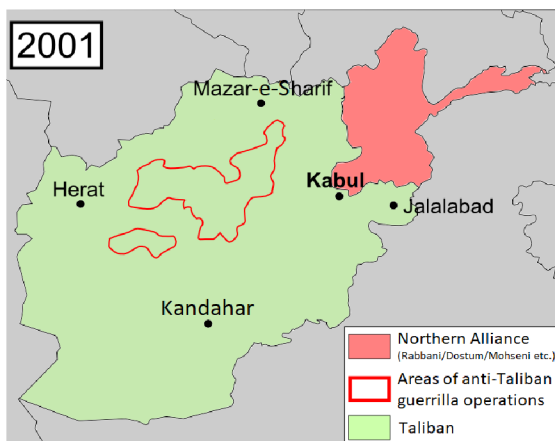 2001
Mazar-e-Sharif
Kabul
Herat
Jalalabad
Kandahar
Northern Alliance
(Rabbani/Dostum/Mohseni etc.)
Areas of anti-Taliban
guerrilla operations
Taliban